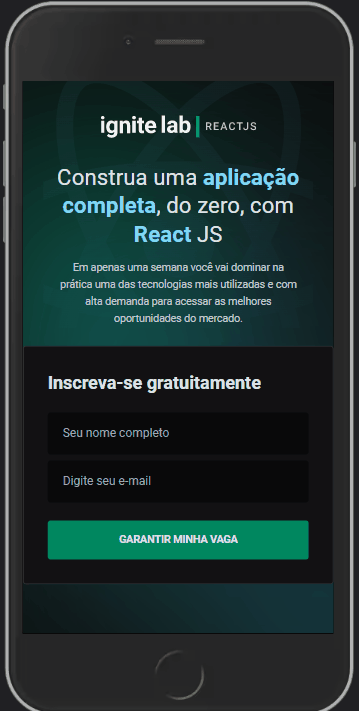 ignite lab | REACTJS
Construa uma aplicação
completa, do zero, com
React JS
Em apenas uma semana você vai dominar na
prática uma das tecnologias mais utilizadas e com
alta demanda para acessar as melhores
oportunidades do mercado.
Inscreva-se gratuitamente
Seu nome completo
Digite seu e-mail
GARANTIR MINHA VAGA